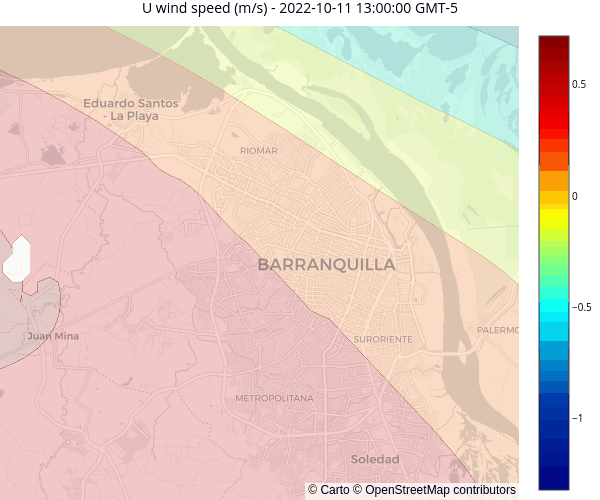 U wind speed (m/s) - 2022-10-11 13:00:00 GMT-5
0.5
Eduardo Santos
- La Playa
RIOMAR
0
BARRANQUILLA
−0.5
Juan Mina
PALERMO
SURORIENTE
METROPOLITANA
−1
Soledad
© Carto © OpenStreetMap contributors